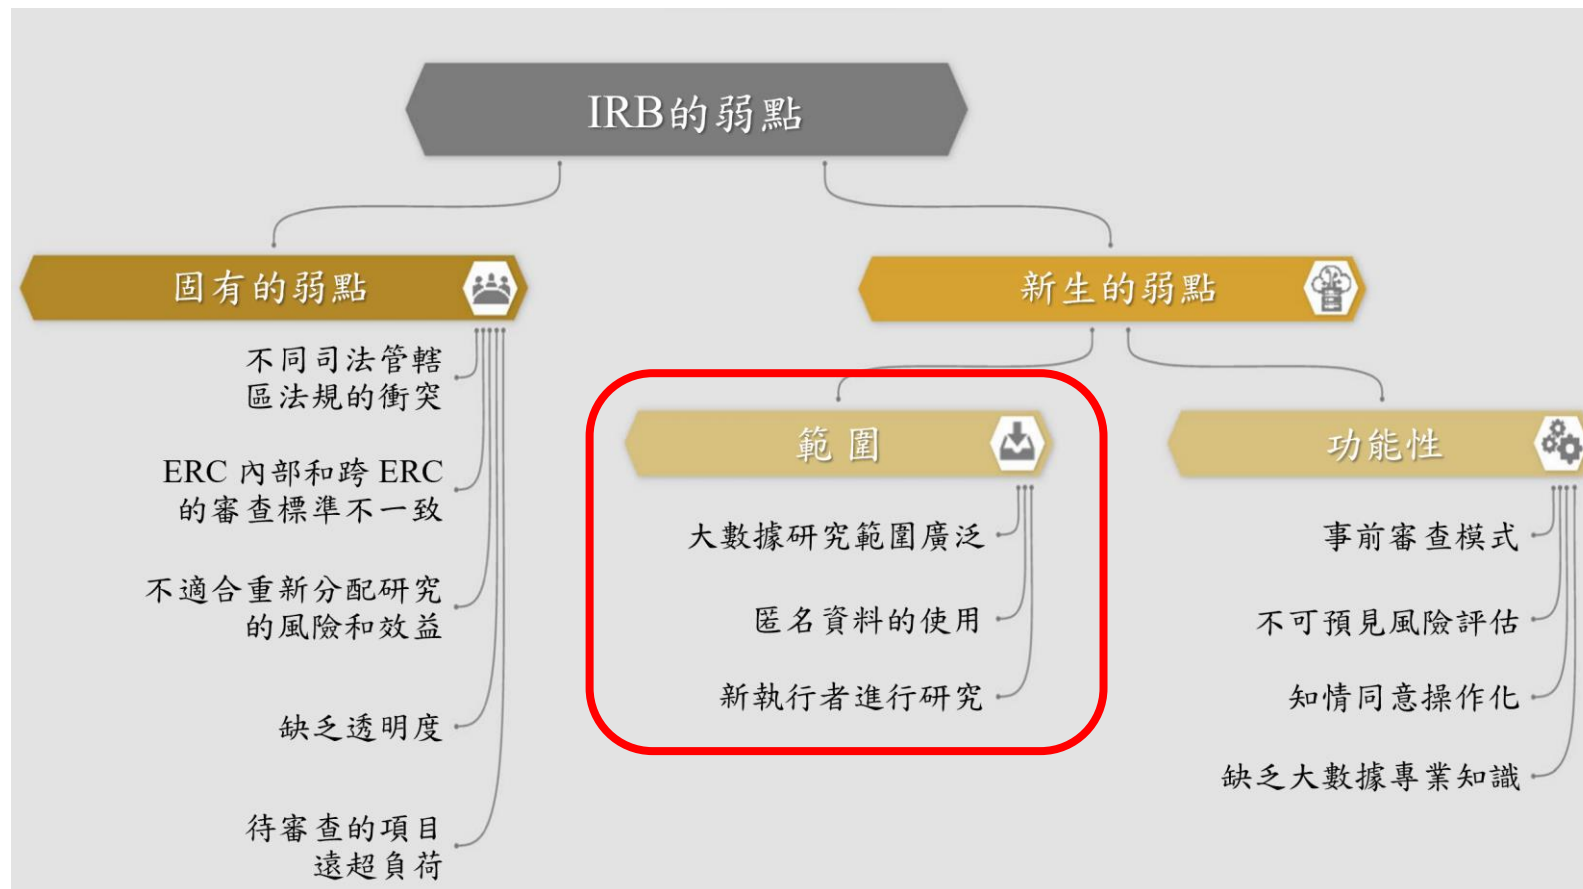 IRB的弱點
固有的弱點
不同司法管轄
區法規的衝突
ERC 內部和跨 ERC
的審查標準不一致
不適合重新分配研究
的風險和效益
缺乏透明度
待審查的項目
遠超負荷
新生的弱點
範圍
大數據研究範圍廣泛
匿名資料的使用
新執行者進行研究
功能性
事前審查模式
不可預見風險評估
知情同意操作化
缺乏大數據專業知識